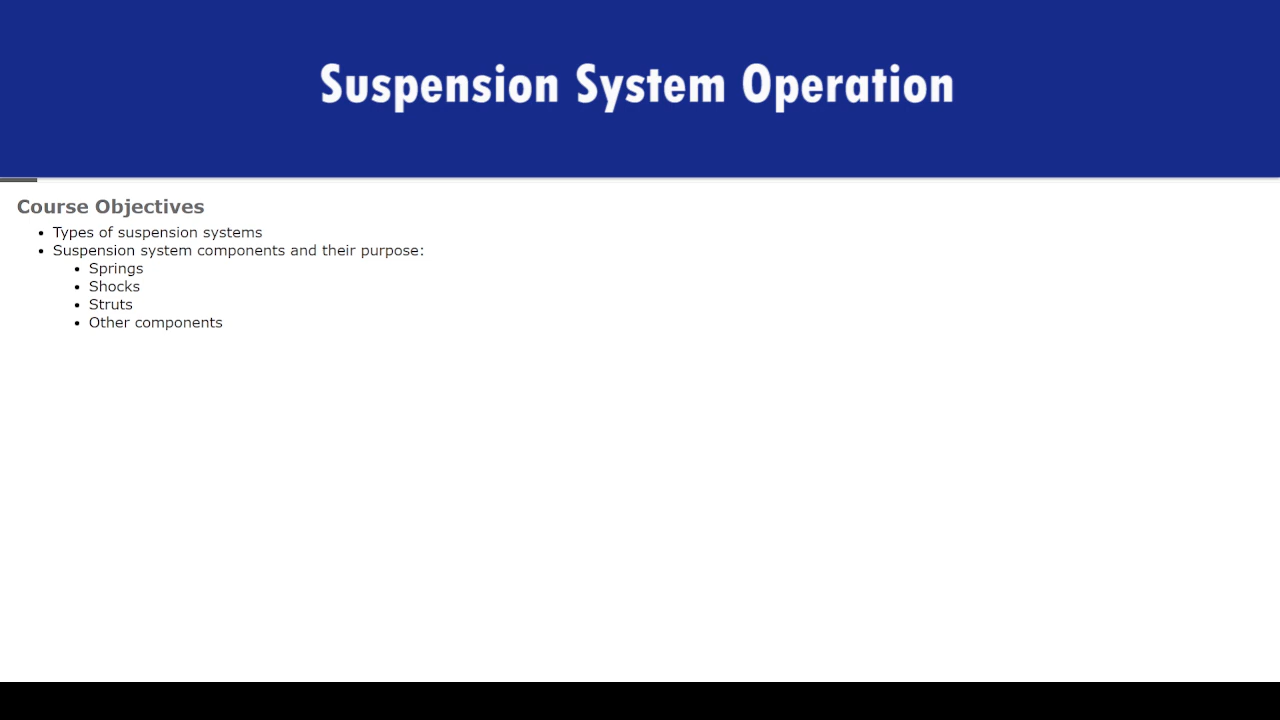 Suspension System Operation
Course Objectives
• Types of suspension systems
• Suspension system components and their purpose:
• Springs
• Shocks
• Struts
• Other components